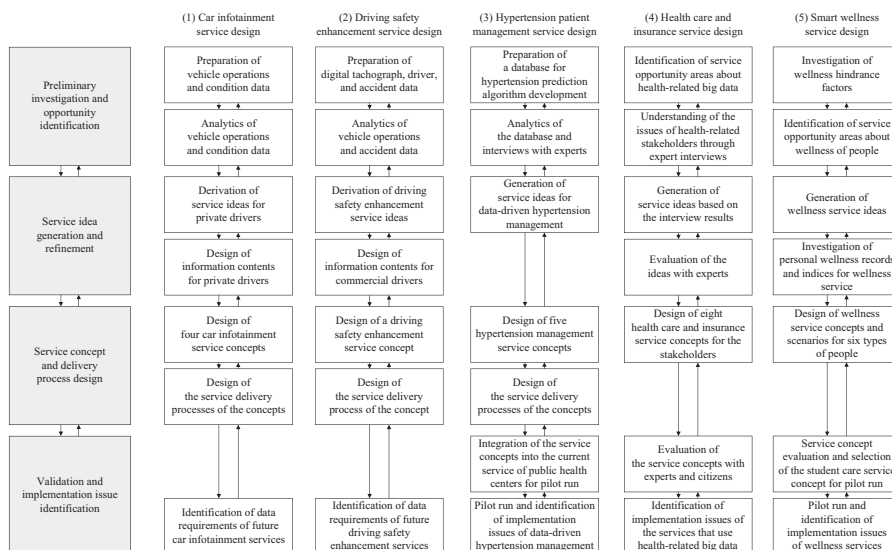 (1) Car infotainment
service design
(2) Driving safety
enhancement service design
(3) Hypertension patient
management service design
(4) Health care and
insurance service design
(5) Smart wellness
service design
Preliminary
investigation and
opportunity
identification
Preparation of
vehicle operations
and condition data
Preparation of
digital tachograph, driver,
and accident data
Preparation of
a database for
hypertension prediction
algorithm development
Identification of service
opportunity areas about
health-related big data
Investigation of
wellness hindrance
factors
Analytics of
vehicle operations
and condition data
Analytics of
vehicle operations
and accident data
Analytics of
the database and
interviews with experts
Understanding of the
issues of health-related
stakeholders through
expert interviews
Identification of service
opportunity areas about
wellness of people
Service idea
generation and
refinement
Derivation of
service ideas for
private drivers
Derivation of driving
safety enhancement
service ideas
Generation of
service ideas for
data-driven hypertension
management
Generation of
service ideas based on
the interview results
Generation of
wellness service ideas
Design of
information contents
for private drivers
Design of
information contents for
commercial drivers
Evaluation of the
ideas with experts
Investigation of
personal wellness records
and indices for wellness
service
Service concept
and delivery
process design
Design of
four car infotainment
service concepts
Design of a driving
safety enhancement
service concept
Design of five
hypertension management
service concepts
Design of eight
health care and insurance
service concepts for the
stakeholders
Design of wellness
service concepts and
scenarios for six types
of people
Design of
the service delivery
processes of the concepts
Design of
the service delivery
process of the concept
Design of
the service delivery
processes of the concepts
Validation and
implementation issue
identification
Integration of the service
concepts into the current
service of public health
centers for pilot run
Evaluation of
the service concepts with
experts and citizens
Service concept
evaluation and selection
of the student care service
concept for pilot run
Identification of data
requirements of future
car infotainment services
Identification of data
requirements of future
driving safety
enhancement services
Pilot run and identification
of implementation
issues of data-driven
hypertension management
Identification of
implementation issues of
the services that use
health-related big data
Pilot run and
identification of
implementation issues
of wellness services